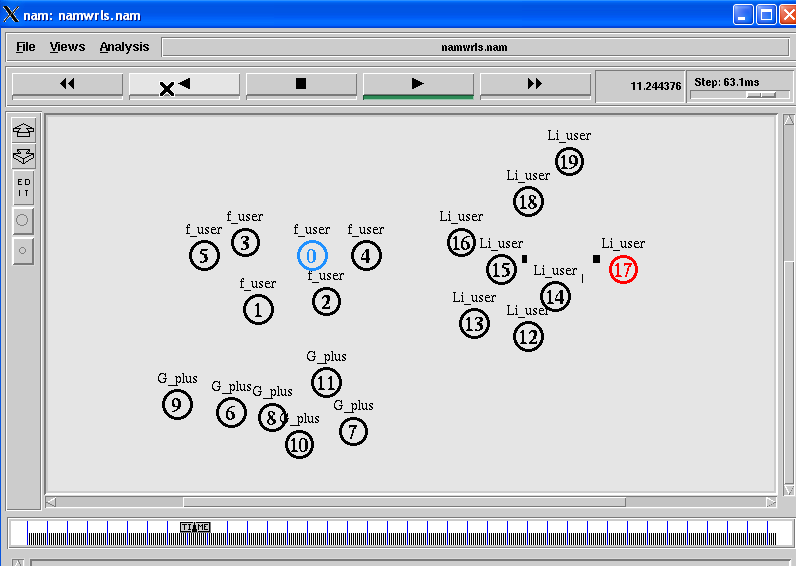 nam: namwrls.nam
File Views Analysis namwrls.nam
11.244376 Step: 63.1ms
E D
I T
Li_user
19
Li_user
18
f_user f_user f_user f_user Li_user
5 3 0 4 16
Li_user Li_user
15 17
f_user f_user Li_user
1 2 14
Li_user Li_user
13 12
G_plus
11
G_plus G_plus G_plus G_plus
9 6 8 7
G_plus
10
TIME